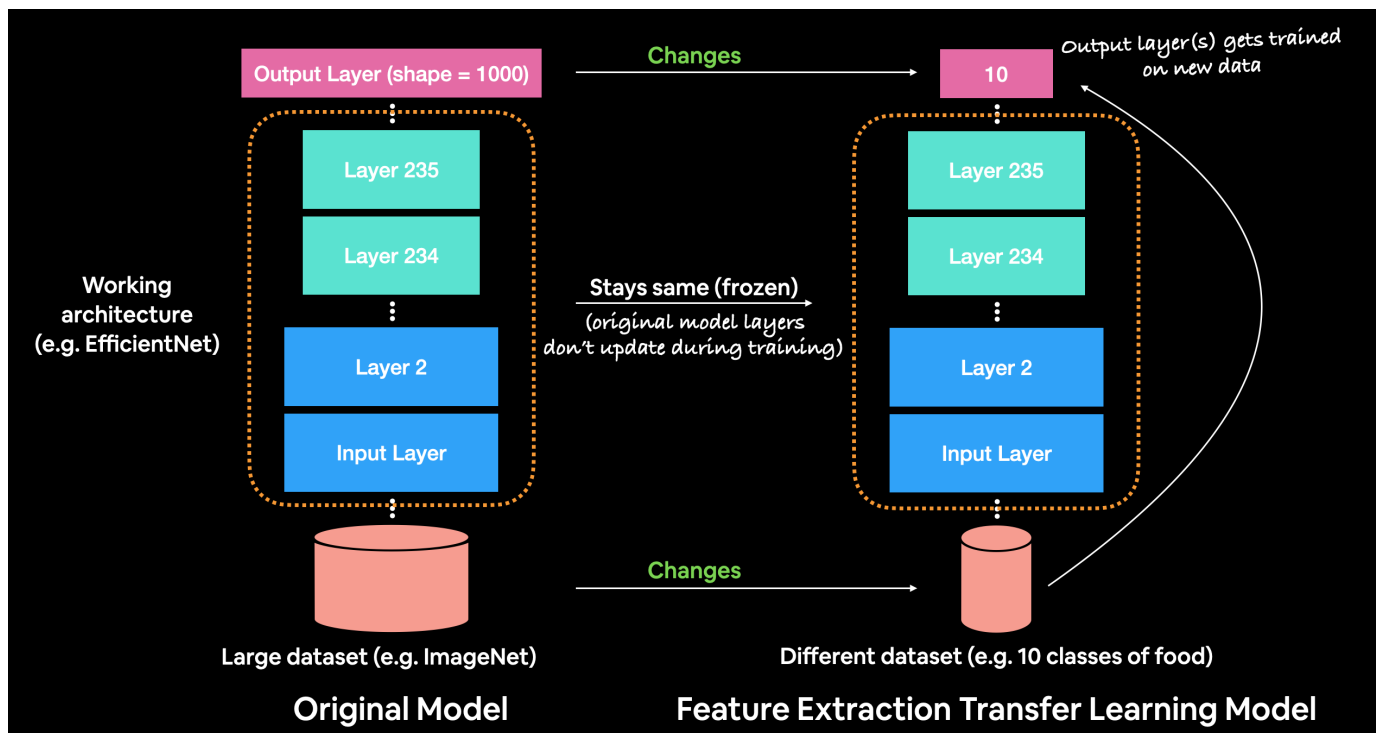 Output Layer (shape = 1000)
Changes
10
Output layer(s) gets trained
on new data
Layer 235
Layer 235
Layer 234
Layer 234
Working
architecture
(e.g. EfficientNet)
Stays same (frozen)
(original model layers
don't update during training)
Layer 2
Layer 2
Input Layer
Input Layer
Changes
Large dataset (e.g. ImageNet)
Different dataset (e.g. 10 classes of food)
Original Model
Feature Extraction Transfer Learning Model